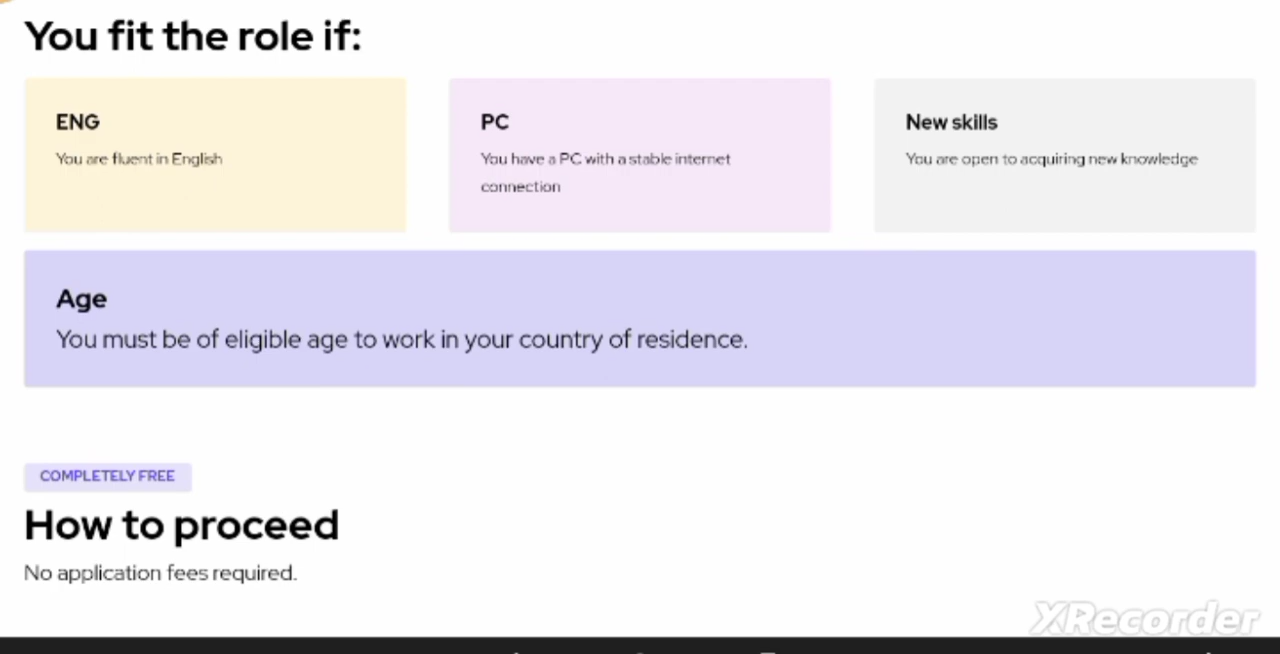 You fit the role if:
ENG
You are fluent in English
PC
You have a PC with a stable internet
connection
New skills
You are open to acquiring new knowledge
Age
You must be of eligible age to work in your country of residence.
COMPLETELY FREE
How to proceed
No application fees required.
XRecorder